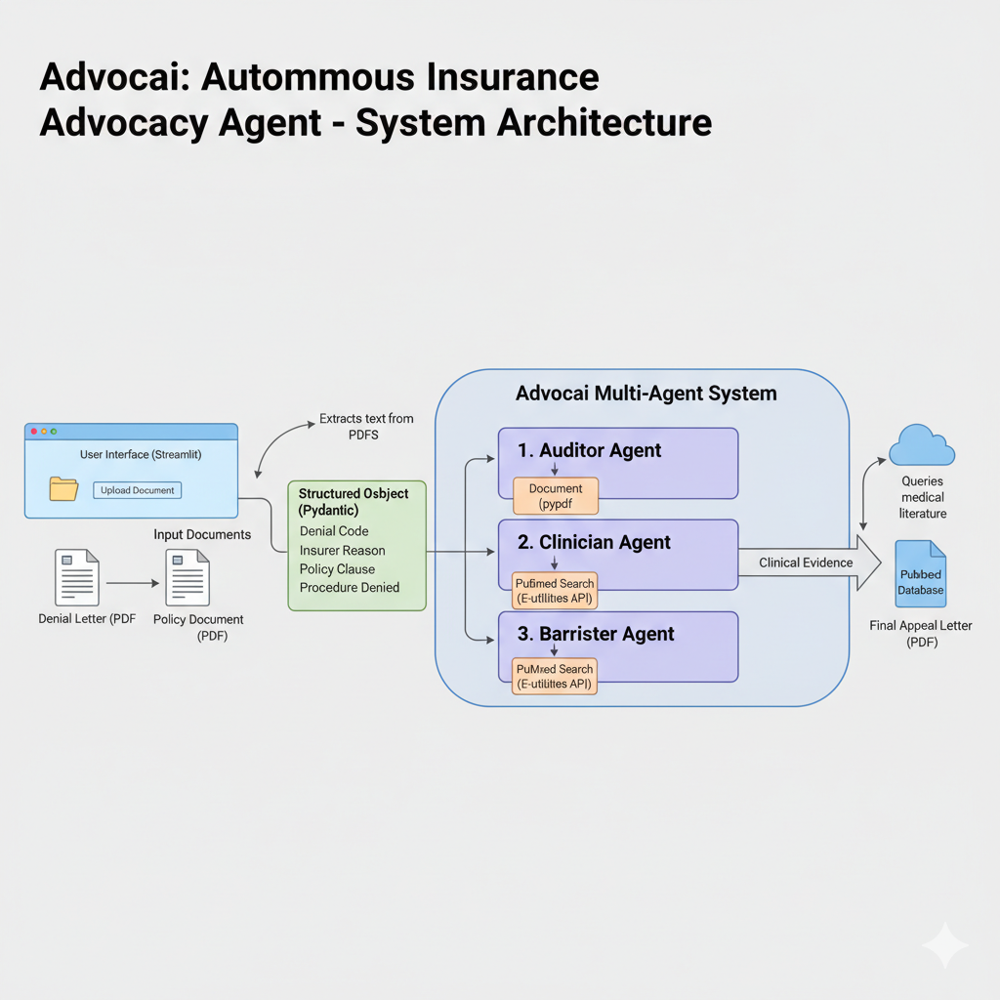 Advocai: Autommous Insurance
Advocacy Agent - System Architecture
Advocai Multi-Agent System
Extracts text from
PDFS
User Interface (Streamlit)
Upload Document
Input Documents
Denial Letter (PDF
Policy Document
(PDF)
Structured Osbject
(Pydantic)
Denial Code
Insurer Reason
Policy Clause
Procedure Denied
1. Auditor Agent
Document
(pypdf
2. Clinician Agent
Search
(E-utilities API)
3. Barrister Agent
Search
(E-utilities API)
Clinical Evidence
Queries
medical
literature
Database
Final Appeal Letter
(PDF)